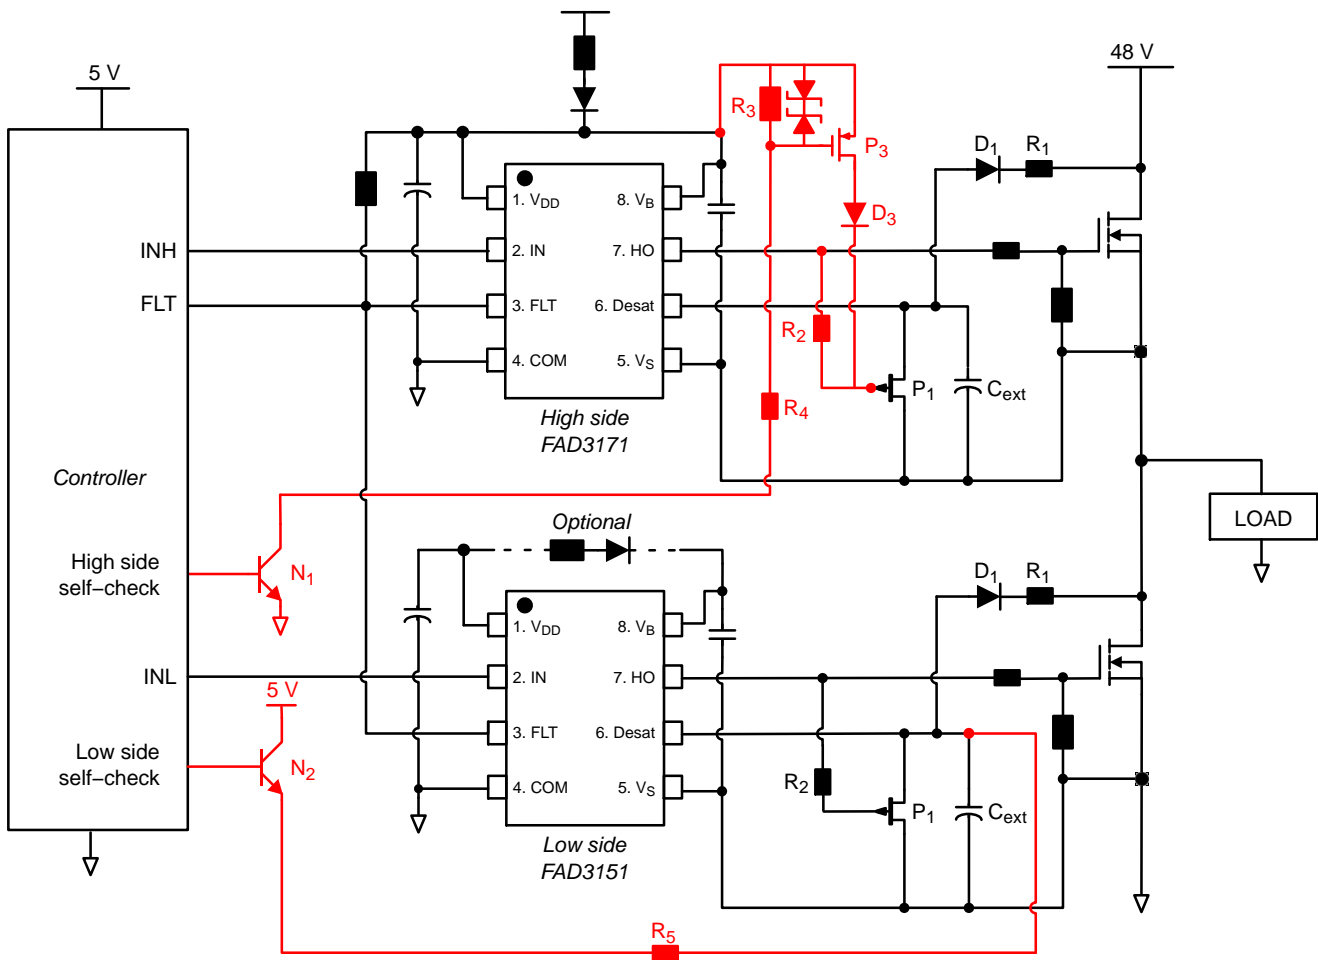 5 V
48 V
R3
P3
D1 R1
1. VDD
8. VB
D3
INH
2. IN
7. HO
FLT
3. FLT
6. Desat
R2
4. COM
5. VS
P1
Cext
R4
High side
FAD3171
Controller
Optional
LOAD
High side
self–check
N1
D1 R1
1. VDD
8. VB
INL
2. IN
7. HO
5 V
3. FLT
6. Desat
Low side
self–check
N2
4. COM
5. VS
R2
P1
Cext
Low side
FAD3151
R5